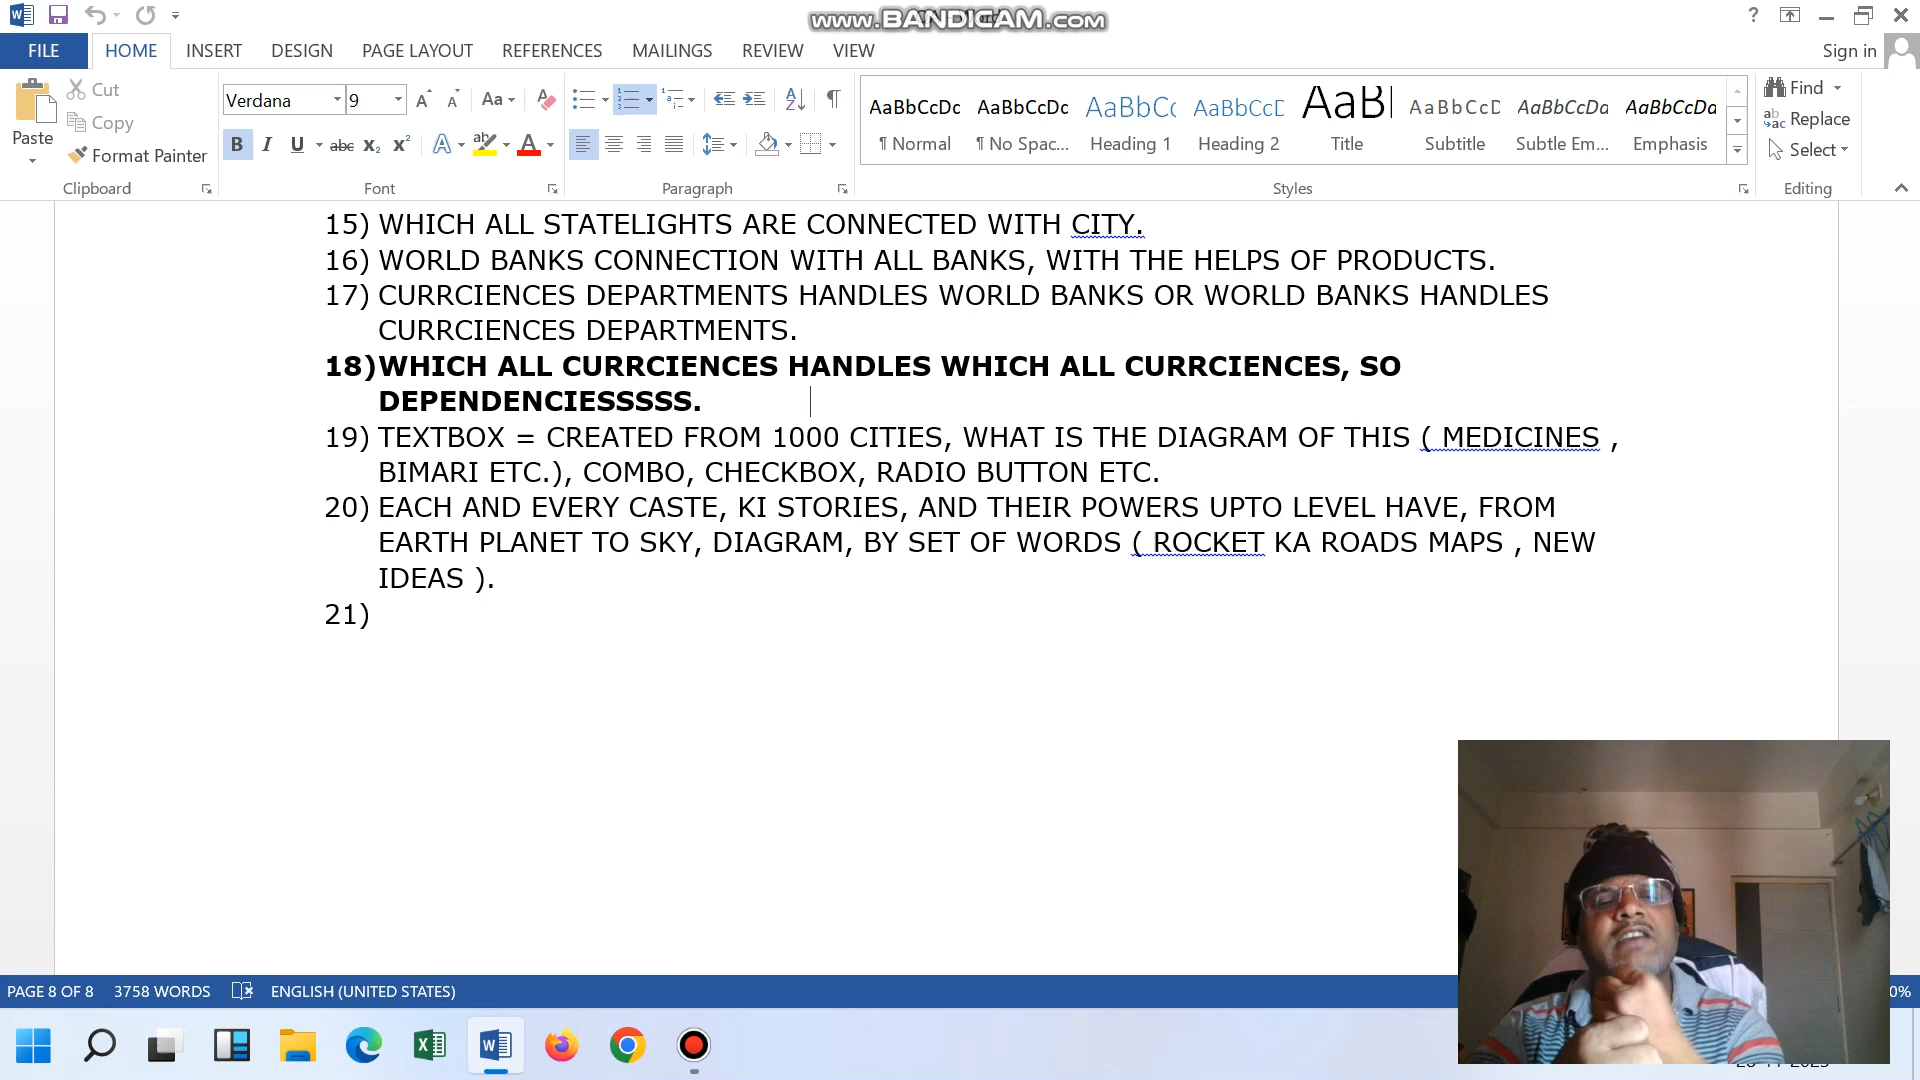 www.BANDICAM.com
FILE HOME INSERT DESIGN PAGE LAYOUT REFERENCES MAILINGS REVIEW VIEW Sign in
Paste
Cut
Copy
Format Painter
Clipboard
Verdana 9
Font
Paragraph
AaBbCcDc AaBbCcDc AaBbCc AaBbCcD AaB AaBbCcD AaBbCcDa AaBbCcDa
¶ Normal ¶ No Spac... Heading 1 Heading 2 Title Subtitle Subtle Em... Emphasis
Styles
Find
Replace
Select
Editing
15) WHICH ALL STATELIGHTS ARE CONNECTED WITH CITY.
16) WORLD BANKS CONNECTION WITH ALL BANKS, WITH THE HELPS OF PRODUCTS.
17) CURRCIENCES DEPARTMENTS HANDLES WORLD BANKS OR WORLD BANKS HANDLES
CURRCIENCES DEPARTMENTS.
18)WHICH ALL CURRCIENCES HANDLES WHICH ALL CURRCIENCES, SO
DEPENDENCIESSSSS.
19) TEXTBOX = CREATED FROM 1000 CITIES, WHAT IS THE DIAGRAM OF THIS ( MEDICINES ,
BIMARI ETC.), COMBO, CHECKBOX, RADIO BUTTON ETC.
20) EACH AND EVERY CASTE, KI STORIES, AND THEIR POWERS UPTO LEVEL HAVE, FROM
EARTH PLANET TO SKY, DIAGRAM, BY SET OF WORDS ( ROCKET KA ROADS MAPS , NEW
IDEAS ).
21)
PAGE 8 OF 8 3758 WORDS ENGLISH (UNITED STATES)